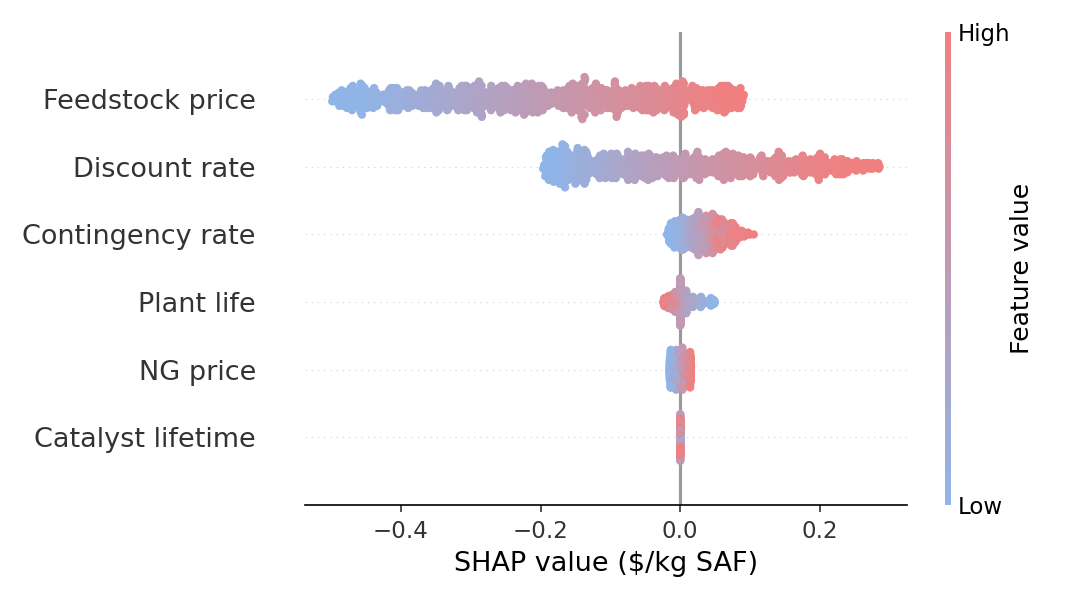 High
Feedstock price
Discount rate
Contingency rate
Plant life
NG price
Catalyst lifetime
Feature value
Low
−0.4 −0.2 0.0 0.2
SHAP value ($/kg SAF)